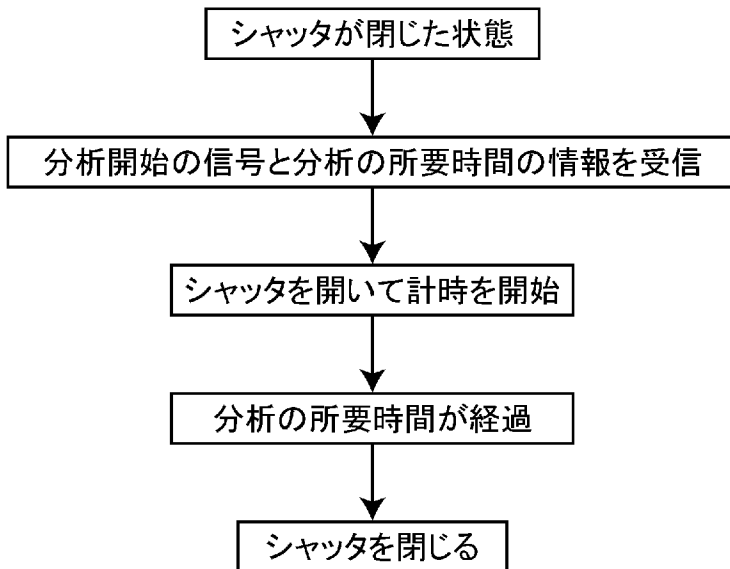 シャッタが閉じた状態
分析開始の信号と分析の所要時間の情報を受信
シャッタを開いて計時を開始
分析の所要時間が経過
シャッタを閉じる